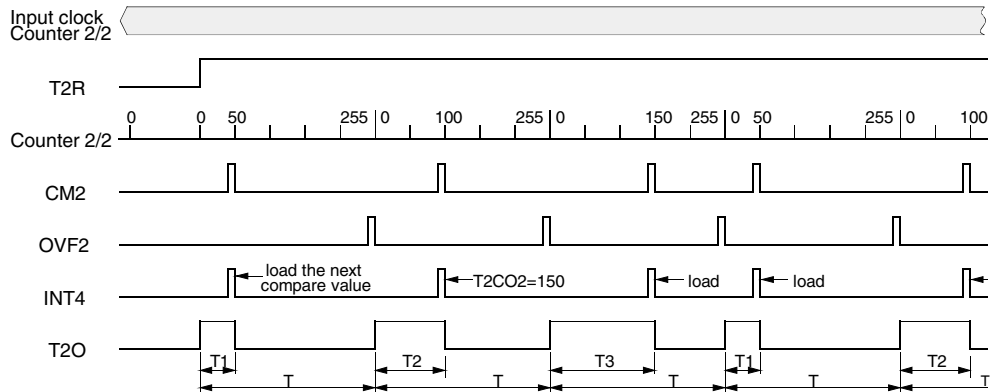 Input clock
Counter 2/2
T2R
0 0 50 255 0 100 255 0 150 255 0 50 255 0 100
Counter 2/2
CM2
OVF2
load the next
compare value
T2CO2=150 load load
INT4
T2O
T1 T2 T3 T1 T2
T T T T T